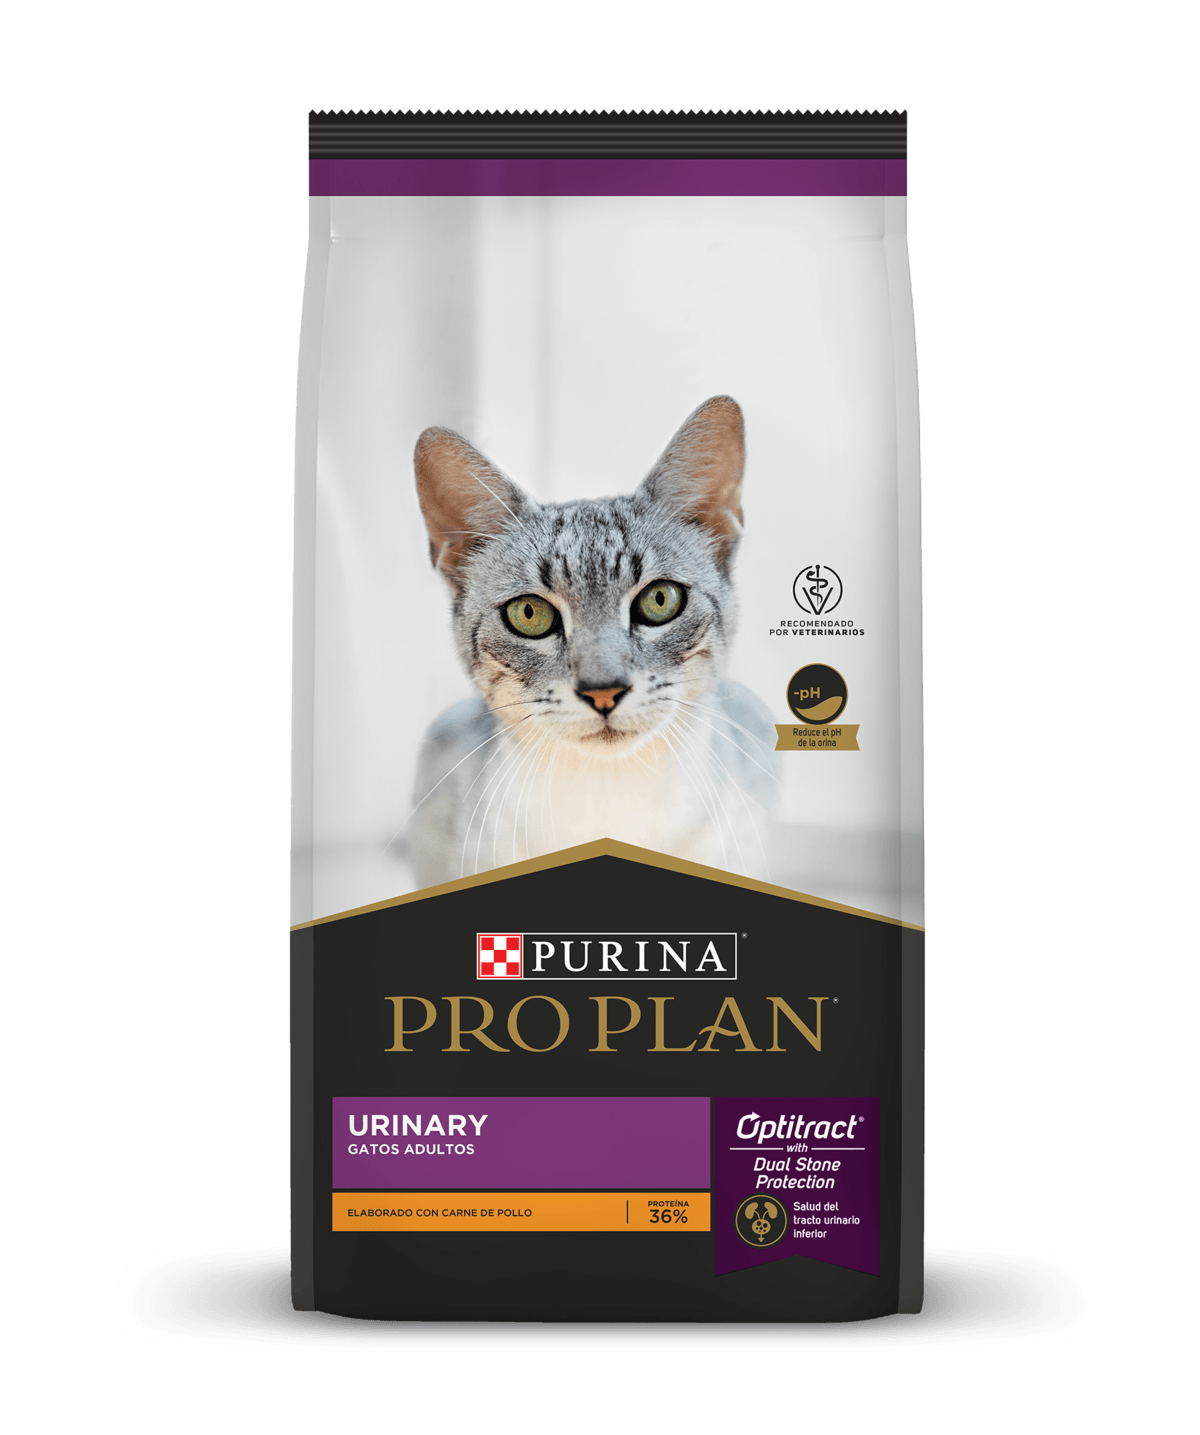 RECOMENDADO
POR VETERINARIOS
-pH
Reduce el pH
de la orina
PURINA®
PRO PLAN®
URINARY
GATOS ADULTOS
ELABORADO CON CARNE DE POLLO
PROTEÍNA
36%
Optitract®
with
Dual Stone
Protection
Salud del
tracto urinario
inferior